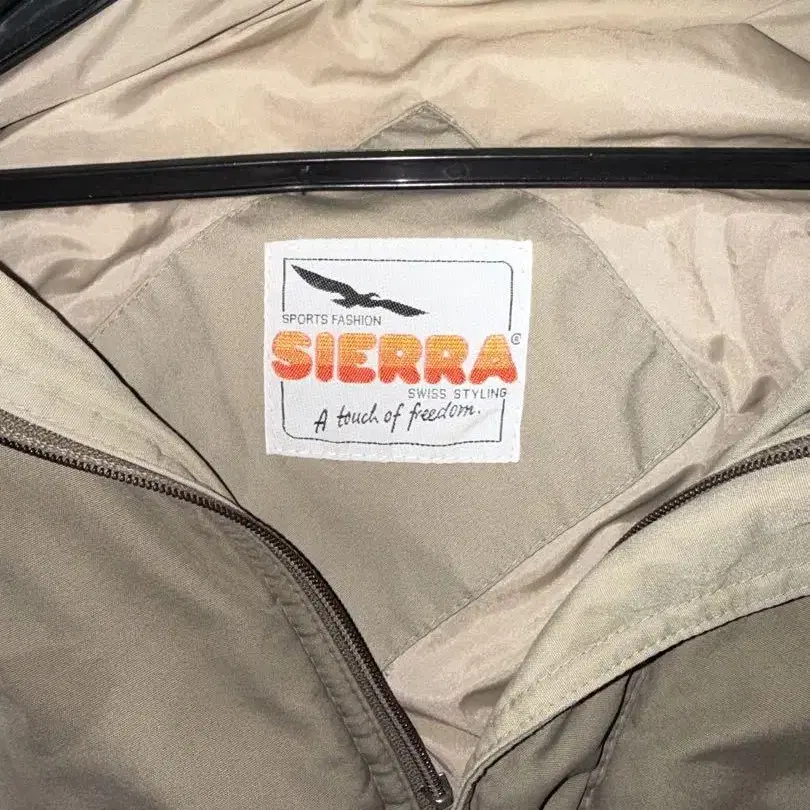 SPORTS FASHION
SIERRA®
SWISS STYLING
A touch of freedom.